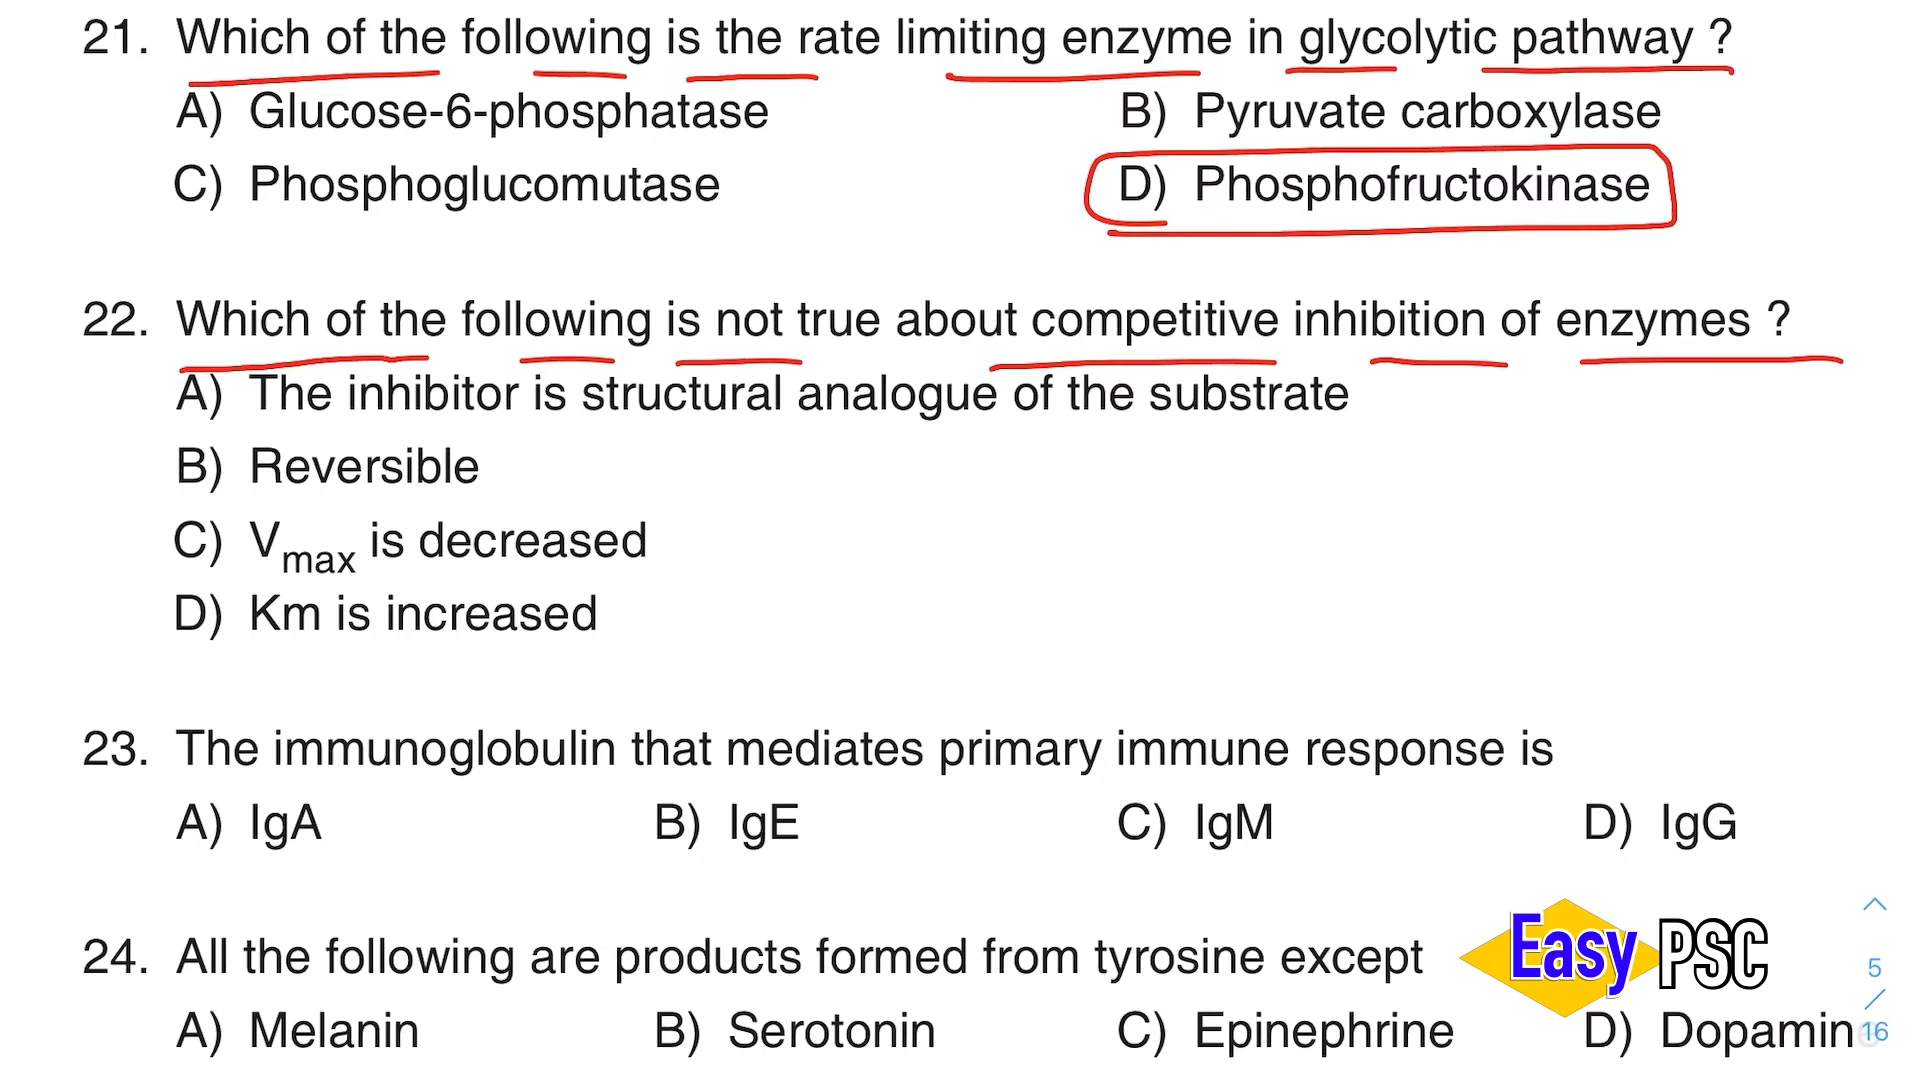 21. Which of the following is the rate limiting enzyme in glycolytic pathway ?
A) Glucose-6-phosphatase B) Pyruvate carboxylase
C) Phosphoglucomutase D) Phosphofructokinase
22. Which of the following is not true about competitive inhibition of enzymes ?
A) The inhibitor is structural analogue of the substrate
B) Reversible
C) Vmax is decreased
D) Km is increased
23. The immunoglobulin that mediates primary immune response is
A) IgA B) IgE C) IgM D) IgG
24. All the following are products formed from tyrosine except
Easy PSC
A) Melanin B) Serotonin C) Epinephrine D) Dopamine
5 / 16